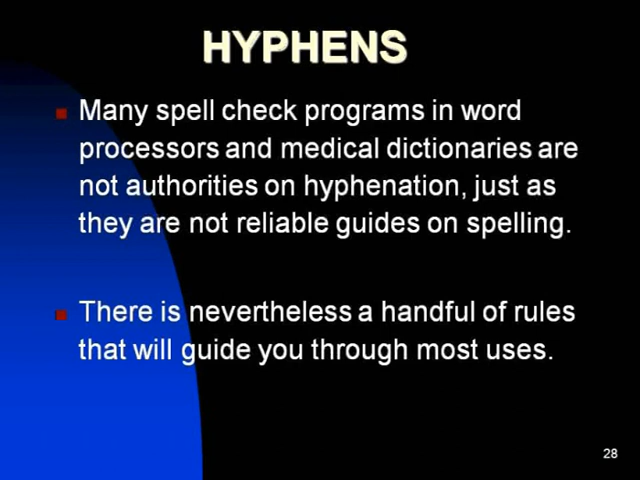 HYPHENS
Many spell check programs in word
processors and medical dictionaries are
not authorities on hyphenation, just as
they are not reliable guides on spelling.
There is nevertheless a handful of rules
that will guide you through most uses.
28